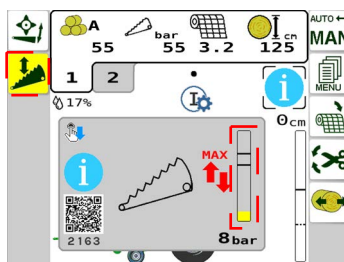 A bar cm
55 55 3.2 125
AUTO
MAN
1 2
MENU
17%
i
0cm
i
MAX
2163
8bar